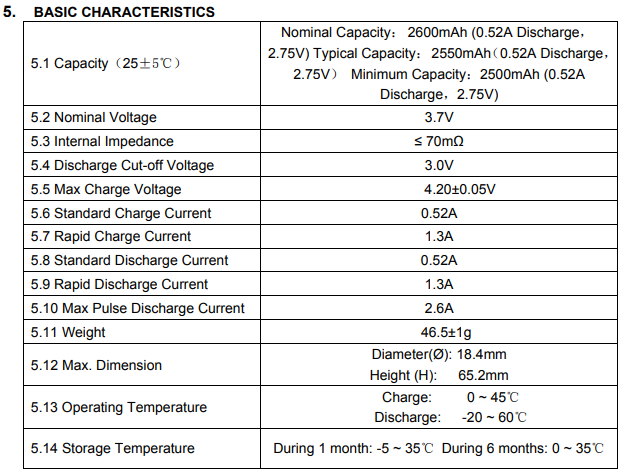 5. BASIC CHARACTERISTICS
5.1 Capacity（25±5℃）
Nominal Capacity： 2600mAh (0.52A Discharge，
2.75V) Typical Capacity： 2550mAh（0.52A Discharge，
2.75V） Minimum Capacity：2500mAh (0.52A
Discharge，2.75V)
5.2 Nominal Voltage 3.7V
5.3 Internal Impedance ≤ 70mΩ
5.4 Discharge Cut-off Voltage 3.0V
5.5 Max Charge Voltage 4.20±0.05V
5.6 Standard Charge Current 0.52A
5.7 Rapid Charge Current 1.3A
5.8 Standard Discharge Current 0.52A
5.9 Rapid Discharge Current 1.3A
5.10 Max Pulse Discharge Current 2.6A
5.11 Weight 46.5±1g
5.12 Max. Dimension
Diameter(Ø): 18.4mm
Height (H): 65.2mm
5.13 Operating Temperature
Charge: 0 ~ 45℃
Discharge: -20 ~ 60℃
5.14 Storage Temperature During 1 month: -5 ~ 35℃ During 6 months: 0 ~ 35℃